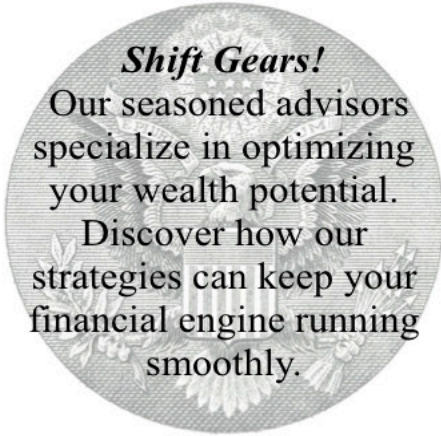 Shift Gears!
Our seasoned advisors
specialize in optimizing
your wealth potential.
Discover how our
strategies can keep your
financial engine running
smoothly.